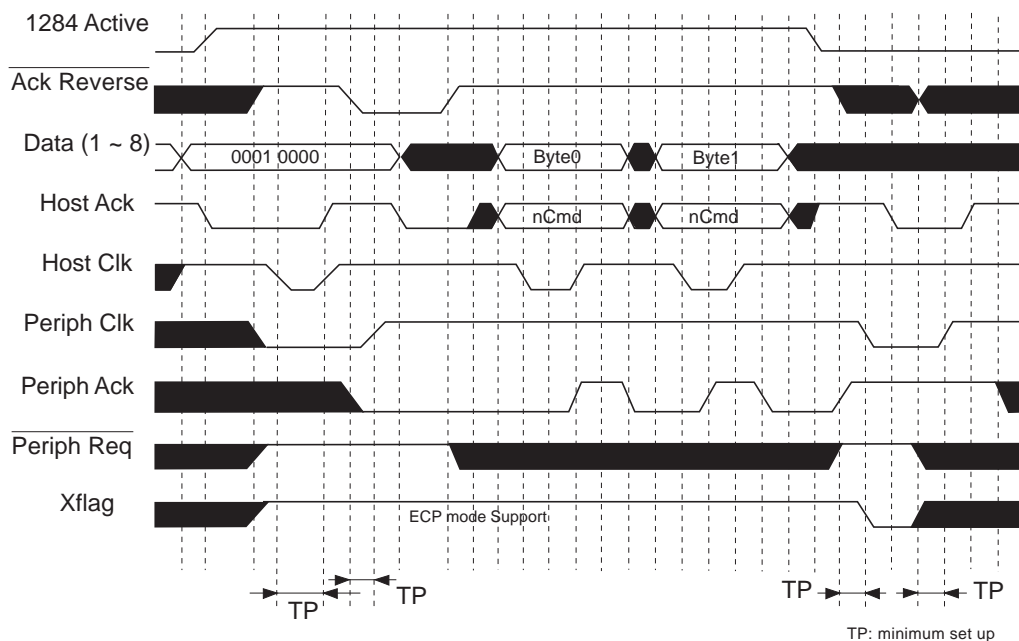 1284 Active
Ack Reverse
Data (1 ~ 8)
0001 0000
Byte0
Byte1
Host Ack
nCmd
nCmd
Host Clk
Periph Clk
Periph Ack
Periph Req
Xflag
ECP mode Support
TP
TP
TP
TP
TP: minimum set up